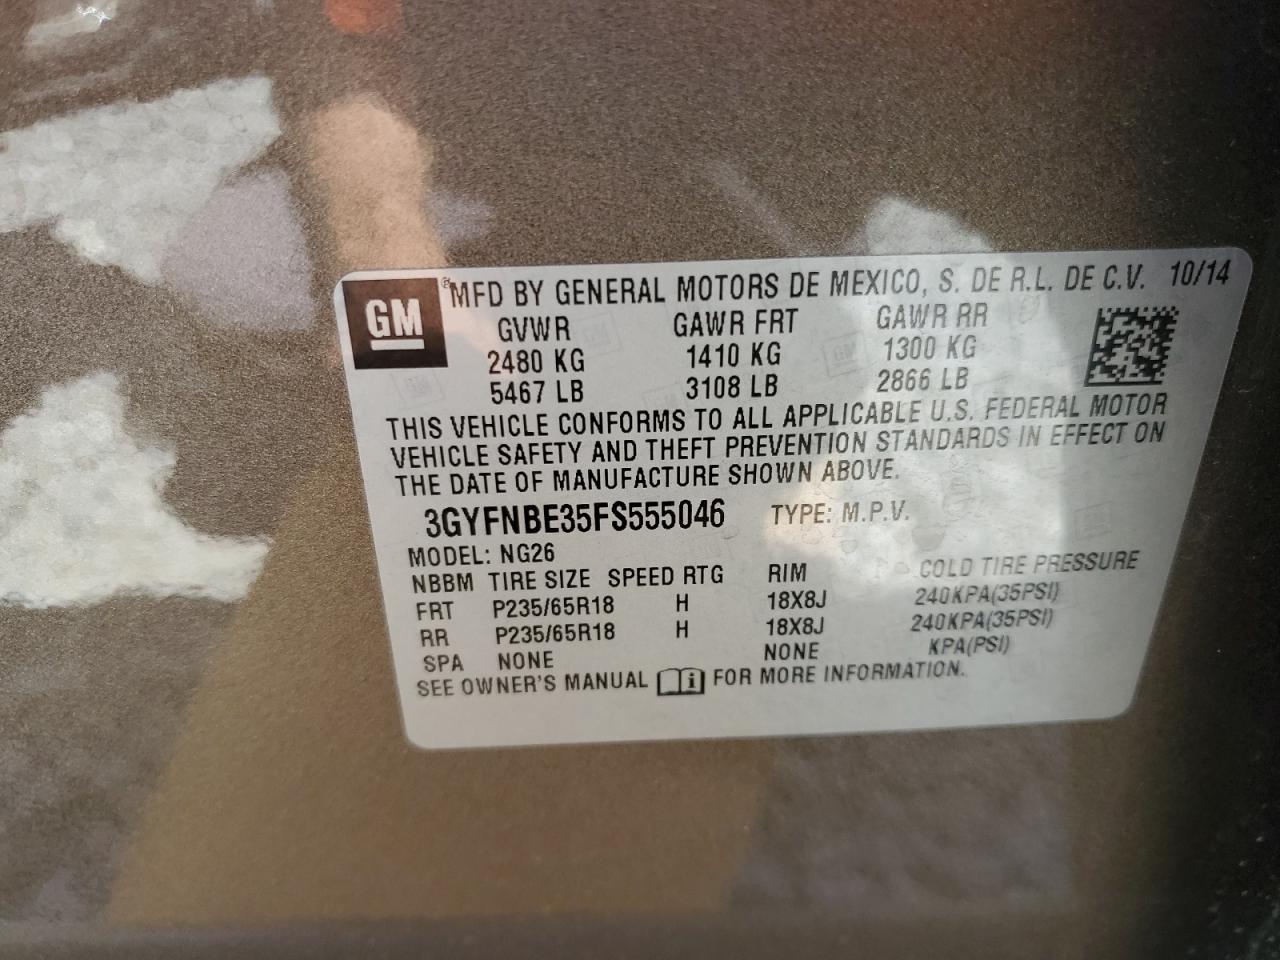 GM
MFD BY GENERAL MOTORS DE MEXICO, S. DE R.L. DE C.V. 10/14
GVWR GAWR FRT GAWR RR
2480 KG 1410 KG 1300 KG
5467 LB 3108 LB 2866 LB
THIS VEHICLE CONFORMS TO ALL APPLICABLE U.S. FEDERAL MOTOR
VEHICLE SAFETY AND THEFT PREVENTION STANDARDS IN EFFECT ON
THE DATE OF MANUFACTURE SHOWN ABOVE.
3GYFNBE35FS555046 TYPE: M.P.V.
MODEL: NG26
NBBM TIRE SIZE SPEED RTG RIM COLD TIRE PRESSURE
FRT P235/65R18 H 18X8J 240KPA(35PSI)
RR P235/65R18 H 18X8J 240KPA(35PSI)
SPA NONE NONE KPA(PSI)
SEE OWNER'S MANUAL i FOR MORE INFORMATION.